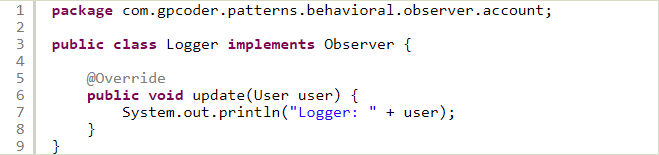 1 package com.gpcoder.patterns.behavioral.observer.account;
2
3 public class Logger implements Observer {
4
5     @Override
6     public void update(User user) {
7         System.out.println("Logger: " + user);
8     }
9 }